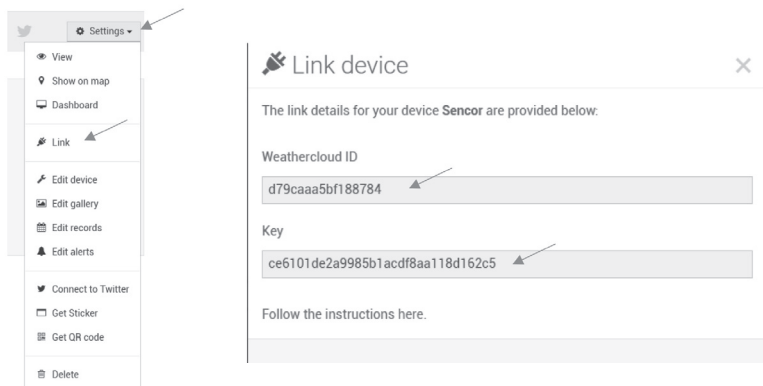 Settings
View
Show on map
Dashboard
Link
Edit device
Edit gallery
Edit records
Edit alerts
Connect to Twitter
Get Sticker
Get QR code
Delete
Link device
The link details for your device Sencor are provided below:
Weathercloud ID
d79caaa5bf188784
Key
ce6101de2a9985b1acdf8aa118d162c5
Follow the instructions here.